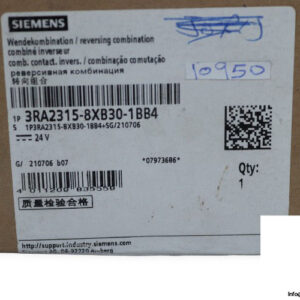 SIEMENS
Wendekombination / reversing combination
combiné inverseur
comb. contact. invers. / combinação comutação
реверсивная комбинация
转向组合
10950
1P 3RA2315-8XB30-1BB4
S 1P3RA2315-8XB30-1BB4+SG/210706
24 V
G/ 210706 b07
*07973686*
Qty:
1
质量检验合格
http://support.industry.siemens.com